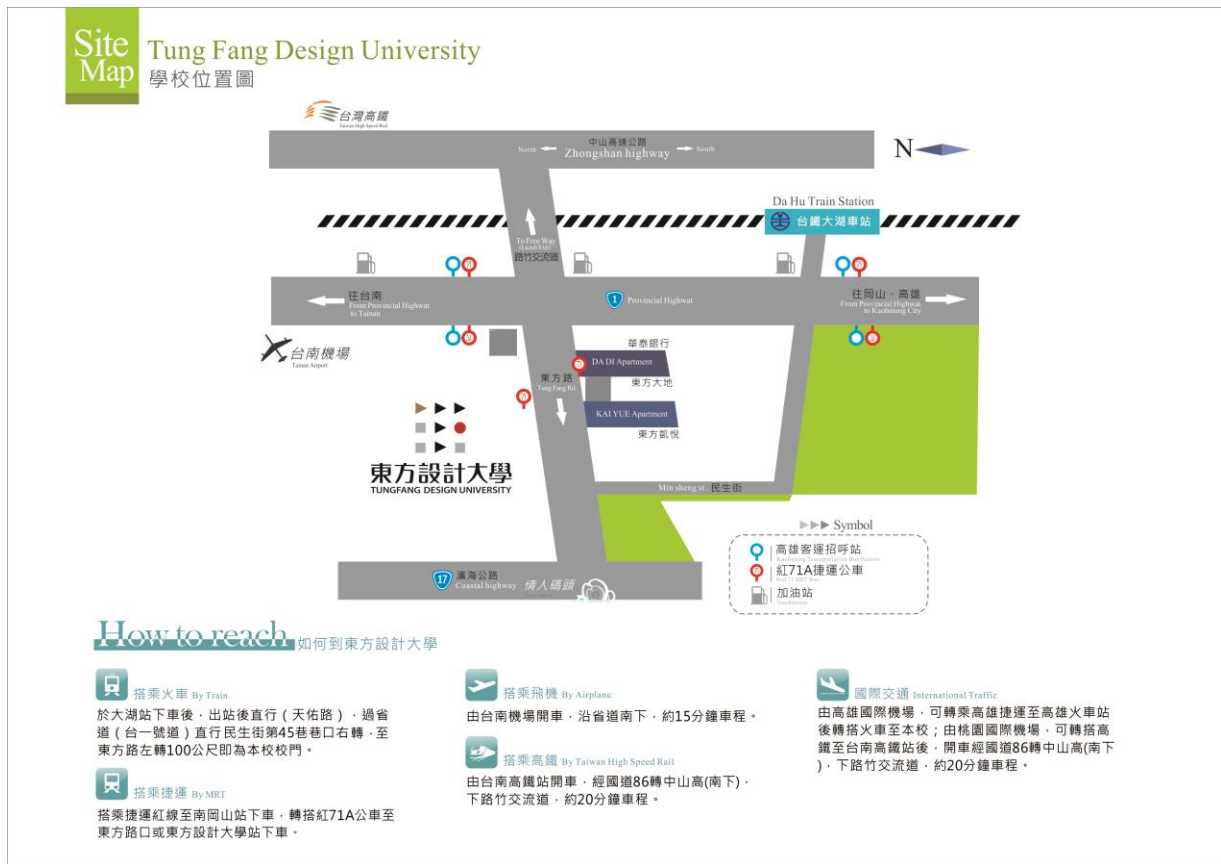 Site
Map
Tung Fang Design University
學校位置圖
台灣高鐵
Taiwan High Speed Rail
中山高速公路
North
Zhongshan highway
South
N
Da Hu Train Station
台鐵大湖車站
To Free Way
路竹交流道
往台南
From Provincial Highwat
to Tainan
1
Provincial Highwat
往岡山、高雄
From Provincial Highwat
to Kaohsiung City
台南機場
Tainan Airport
華泰銀行
DA DI Apartment
東方大地
東方路
Tung Fang Rd.
KAI YUE Apartment
東方凱悅
東方設計大學
TUNGFANG DESIGN UNIVERSITY
Min sheng st 民生街
Symbol
高雄客運招呼站
紅71A捷運公車
加油站
17
濱海公路
Coastal highway
情人碼頭
How to reach 如何到東方設計大學
搭乘火車 By Train
於大湖站下車後，出站後直行（天佑路），過省
道（台一號道）直行民生街第45巷巷口右轉，至
東方路左轉100公尺即為本校校門。
搭乘捷運 By MRT
搭乘捷運紅線至南岡山站下車，轉搭紅71A公車至
東方路口或東方設計大學站下車。
搭乘飛機 By Airplane
由台南機場開車，沿省道南下，約15分鐘車程。
搭乘高鐵 By Taiwan High Speed Rail
由台南高鐵站開車，經國道86轉中山高(南下)，
下路竹交流道，約20分鐘車程。
國際交通 International Traffic
由高雄國際機場，可轉乘高雄捷運至高雄火車站
後轉搭火車至本校；由桃園國際機場，可轉搭高
鐵至台南高鐵站後，開車經國道86轉中山高(南下
)，下路竹交流道，約20分鐘車程。